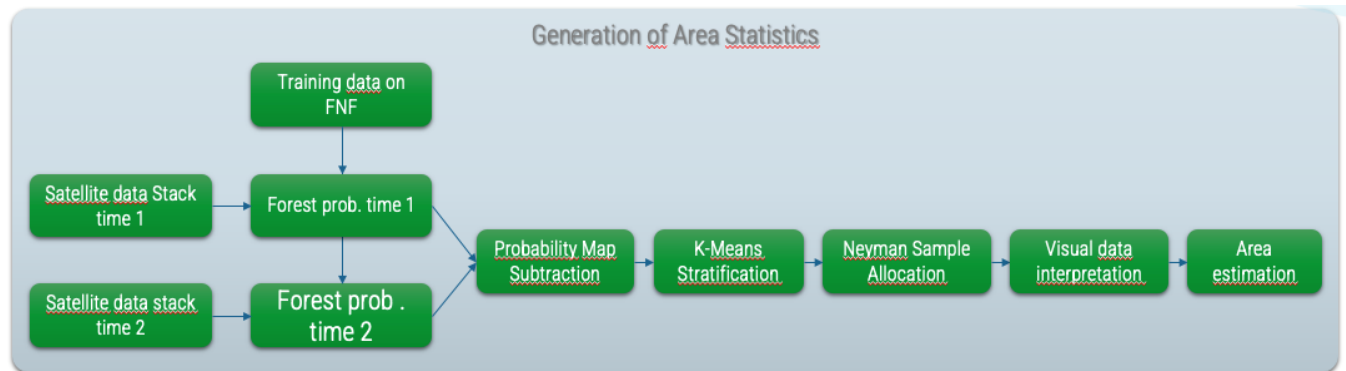 Generation of Area Statistics
Training data on
FNF
Satellite data Stack
time 1
Forest prob. time 1
Satellite data stack
time 2
Forest prob .
time 2
Probability Map
Subtraction
K-Means
Stratification
Neyman Sample
Allocation
Visual data
interpretation
Area
estimation